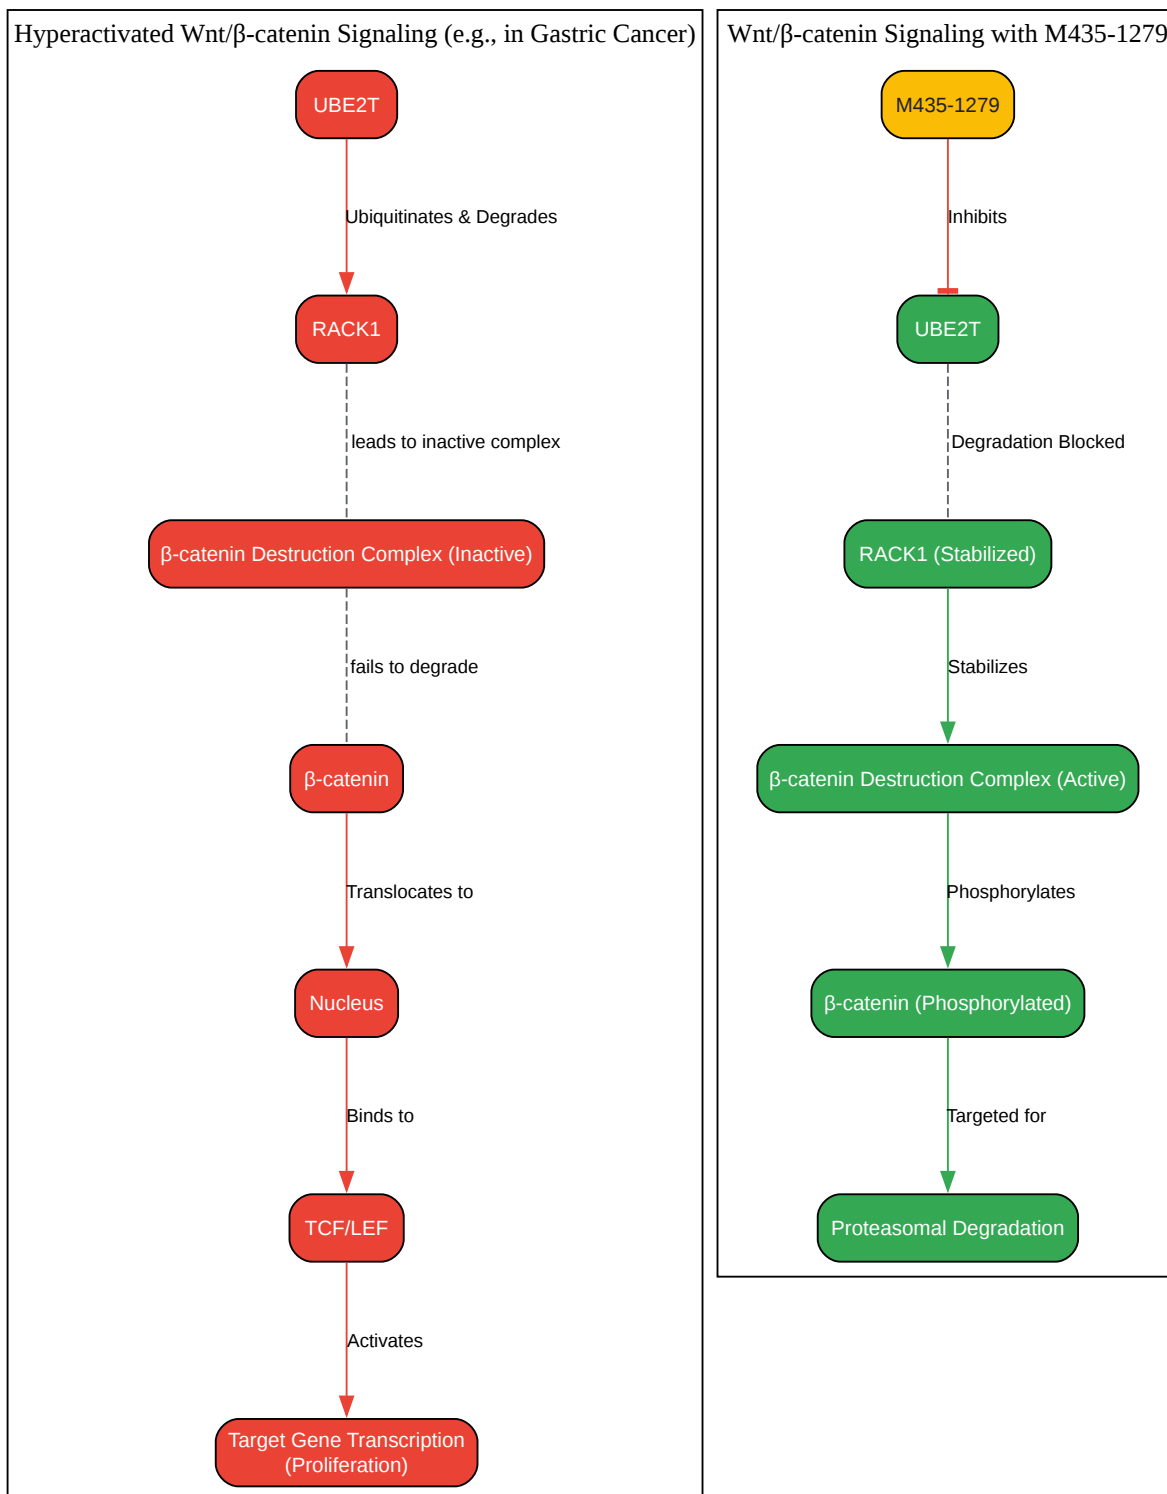 Hyperactivated Wnt/β-catenin Signaling (e.g., in Gastric Cancer)
UBE2T
Ubiquitinates & Degrades
RACK1
leads to inactive complex
β-catenin Destruction Complex (Inactive)
fails to degrade
β-catenin
Translocates to
Nucleus
Binds to
TCF/LEF
Activates
Target Gene Transcription
(Proliferation)
Wnt/β-catenin Signaling with M435-1279
M435-1279
Inhibits
UBE2T
Degradation Blocked
RACK1 (Stabilized)
Stabilizes
β-catenin Destruction Complex (Active)
Phosphorylates
β-catenin (Phosphorylated)
Targeted for
Proteasomal Degradation